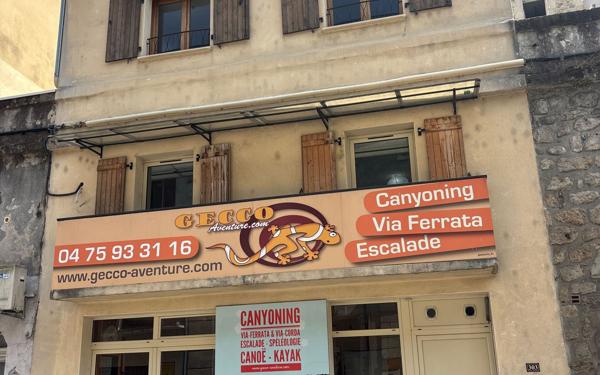 GECCO
Aventure.com
04 75 93 31 16
www.gecco-aventure.com
Canyoning
Via Ferrata
Escalade
CANYONING
VIA-FERRATA & VIA-CORDA
ESCALADE - SPÉLÉOLOGIE
CANOË - KAYAK
303